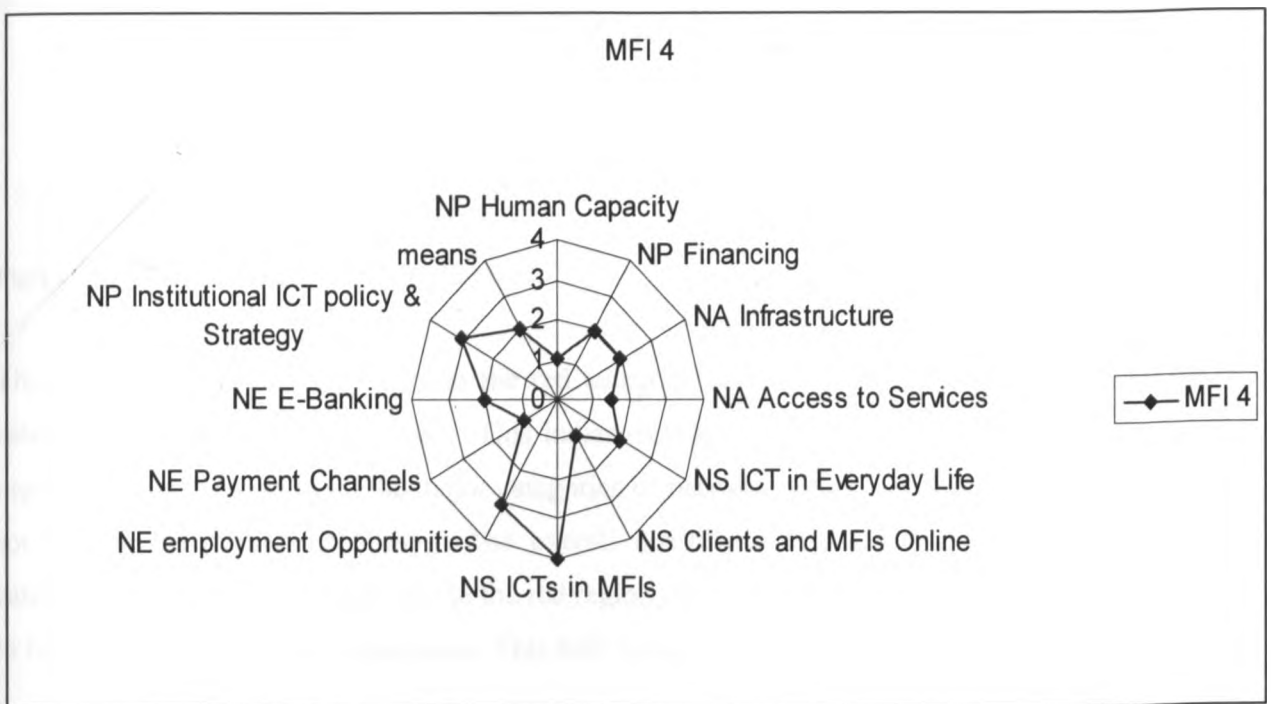 MFI 4
NP Human Capacity
means
NP Financing
NP Institutional ICT policy &
Strategy
NA Infrastructure
NE E-Banking
NA Access to Services
NE Payment Channels
NS ICT in Everyday Life
NE employment Opportunities
NS Clients and MFIs Online
NS ICTs in MFIs
4
3
2
1
0
MFI 4